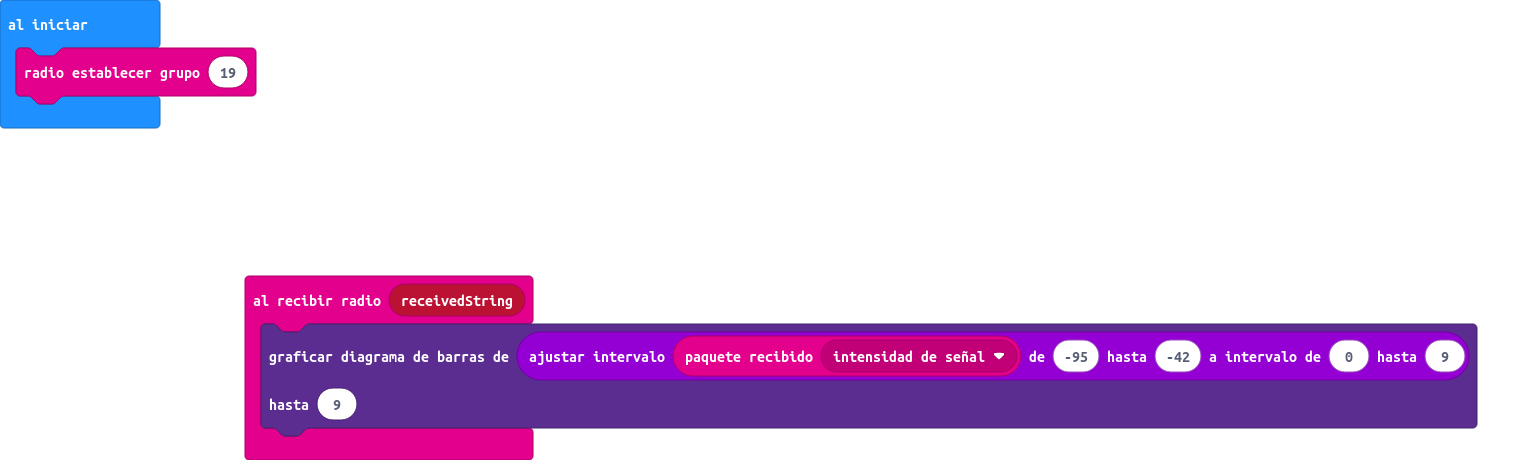 al iniciar
radio establecer grupo 19
al recibir radio receivedString
graficar diagrama de barras de ajustar intervalo paquete recibido intensidad de señal de -95 hasta -42 a intervalo de 0 hasta 9
hasta 9